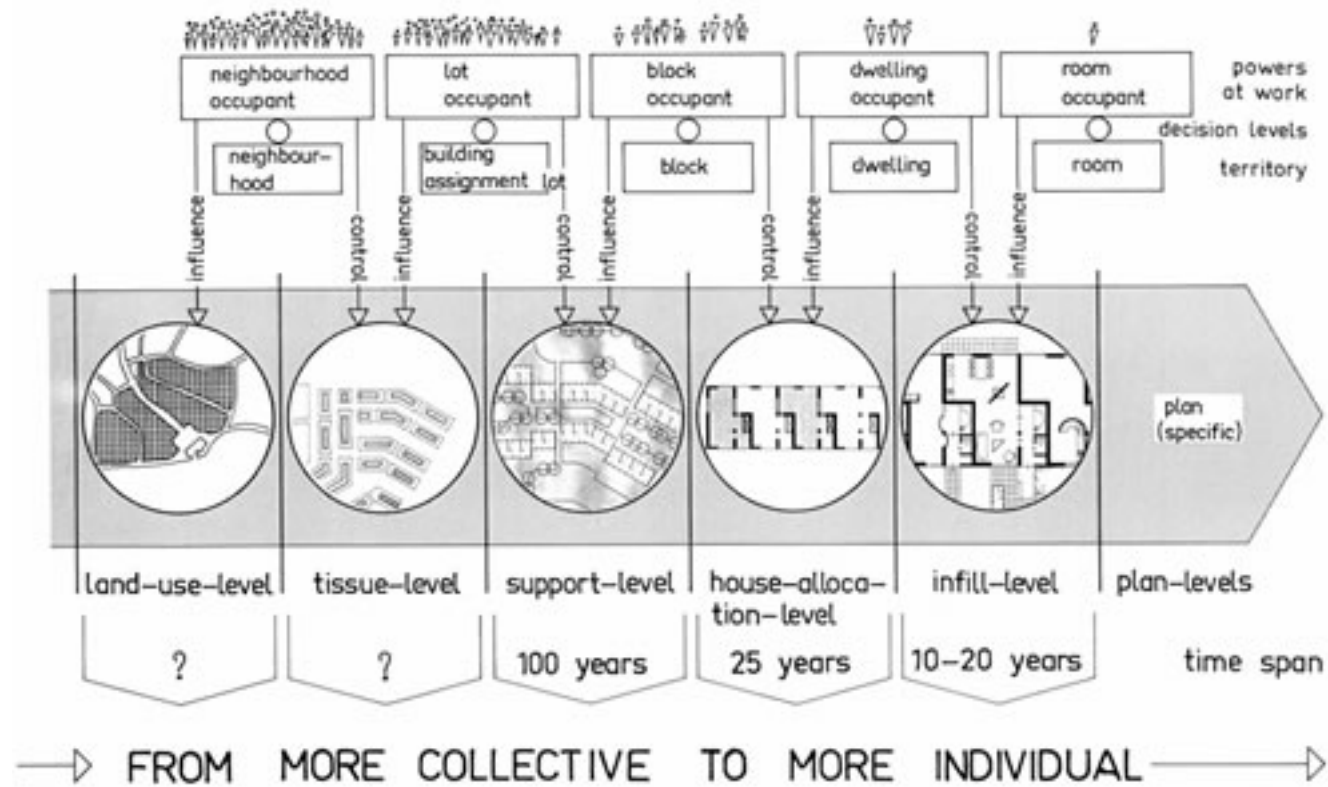 neighbourhood
occupant
lot
occupant
block
occupant
dwelling
occupant
room
occupant
powers
at work
decision levels
neighbour-
hood
building
assignment lot
block
dwelling
room
territory
influence
control
influence
control
influence
control
influence
control
influence
plan
(specific)
land-use-level
tissue-level
support-level
house-alloca-
tion-level
infill-level
plan-levels
?
?
100 years
25 years
10-20 years
time span
FROM MORE COLLECTIVE TO MORE INDIVIDUAL